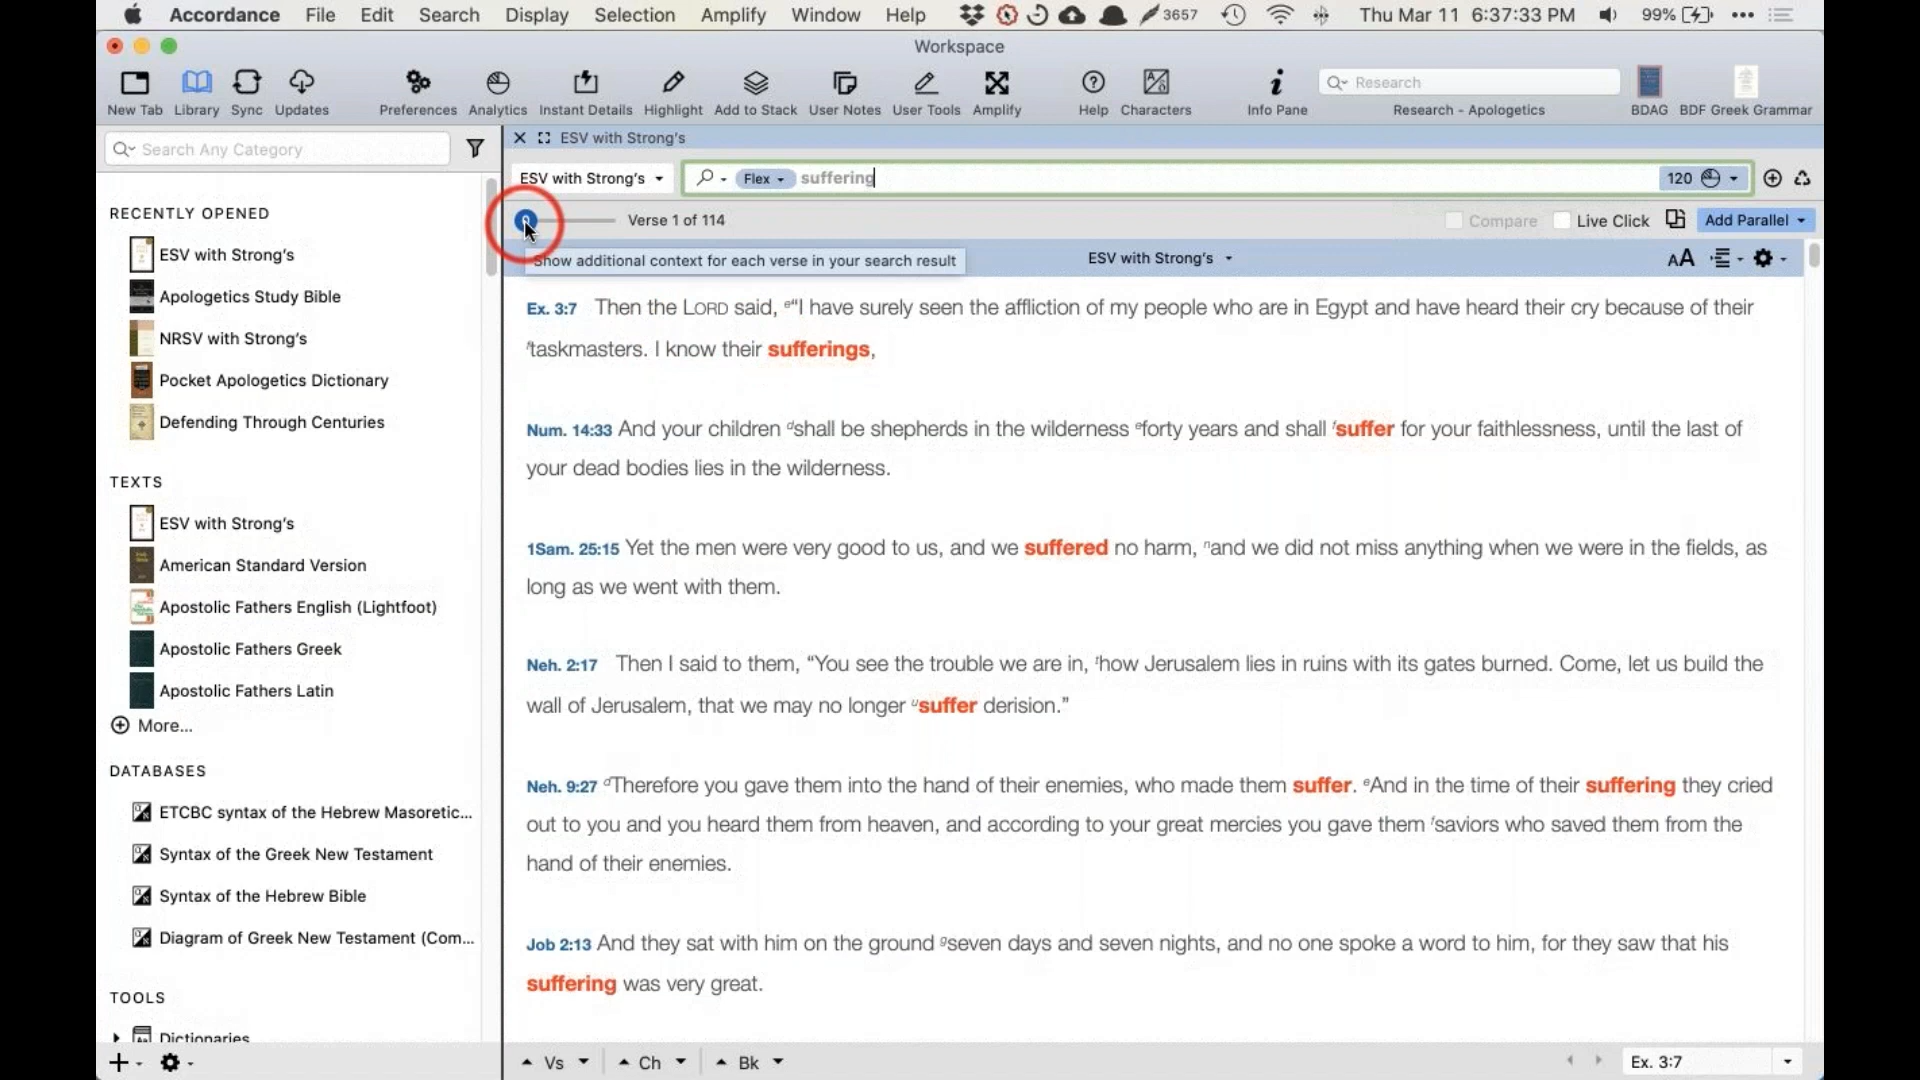 Accordance File Edit Search Display Selection Amplify Window Help 3657 Thu Mar 11 6:37:33 PM 99%
Workspace
New Tab Library Sync Updates Preferences Analytics Instant Details Highlight Add to Stack User Notes User Tools Amplify Help Characters Info Pane Research Research - Apologetics BDAG BDF Greek Grammar
Search Any Category
RECENTLY OPENED
ESV with Strong's
Apologetics Study Bible
NRSV with Strong's
Pocket Apologetics Dictionary
Defending Through Centuries
TEXTS
ESV with Strong's
American Standard Version
Apostolic Fathers English (Lightfoot)
Apostolic Fathers Greek
Apostolic Fathers Latin
More...
DATABASES
ETCBC syntax of the Hebrew Masoretic...
Syntax of the Greek New Testament
Syntax of the Hebrew Bible
Diagram of Greek New Testament (Com...
TOOLS
Dictionaries
ESV with Strong's
ESV with Strong's Flex suffering 120
0 Verse 1 of 114 Compare Live Click Add Parallel
Show additional context for each verse in your search result ESV with Strong's AA
Ex. 3:7 Then the LORD said, e“I have surely seen the affliction of my people who are in Egypt and have heard their cry because of their
ftaskmasters. I know their sufferings,
Num. 14:33 And your children dshall be shepherds in the wilderness eforty years and shall fsuffer for your faithlessness, until the last of
your dead bodies lies in the wilderness.
1Sam. 25:15 Yet the men were very good to us, and we suffered no harm, nand we did not miss anything when we were in the fields, as
long as we went with them.
Neh. 2:17 Then I said to them, “You see the trouble we are in, thow Jerusalem lies in ruins with its gates burned. Come, let us build the
wall of Jerusalem, that we may no longer usuffer derision.”
Neh. 9:27 dTherefore you gave them into the hand of their enemies, who made them suffer. eAnd in the time of their suffering they cried
out to you and you heard them from heaven, and according to your great mercies you gave them fsaviors who saved them from the
hand of their enemies.
Job 2:13 And they sat with him on the ground gseven days and seven nights, and no one spoke a word to him, for they saw that his
suffering was very great.
Vs Ch Bk Ex. 3:7